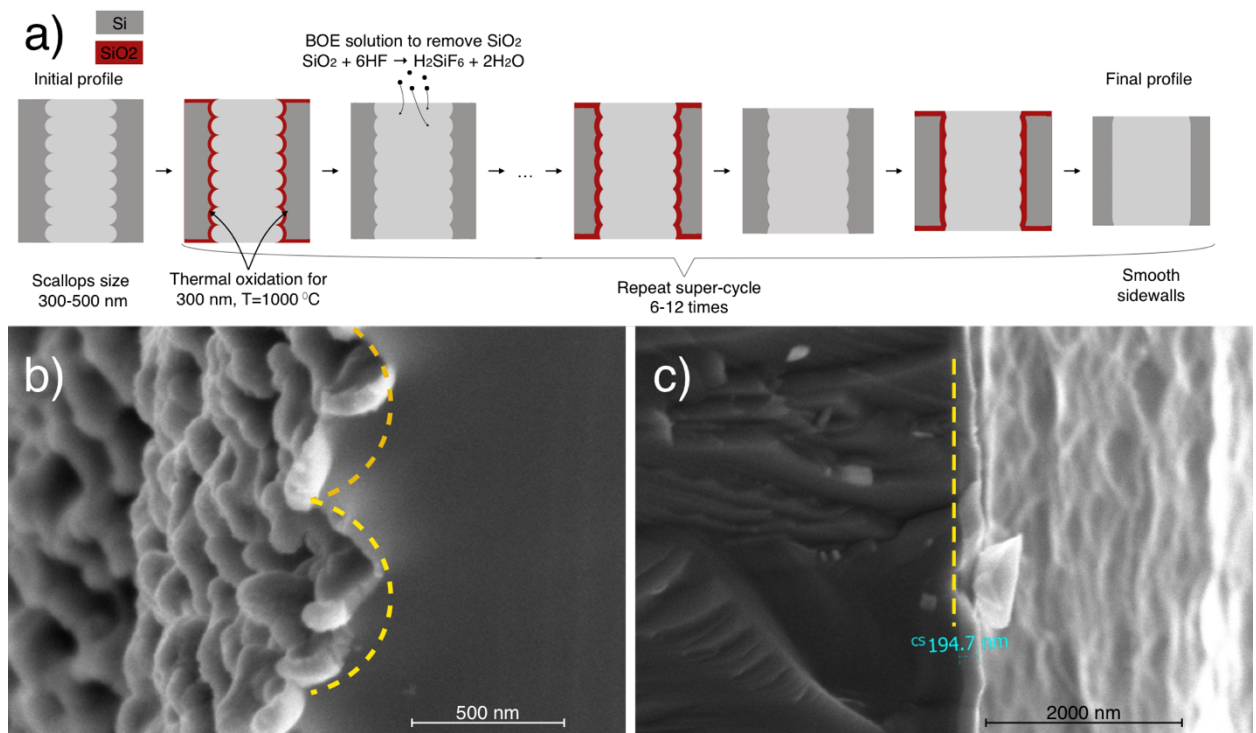 a)
Si
SiO2
Initial profile
BOE solution to remove SiO₂
SiO₂ + 6HF → H₂SiF₆ + 2H₂O
Final profile
...
Scallops size
300-500 nm
Thermal oxidation for
300 nm, T=1000 ⁰C
Repeat super-cycle
6-12 times
Smooth
sidewalls
b)
500 nm
c)
cs 194.7 nm
2000 nm